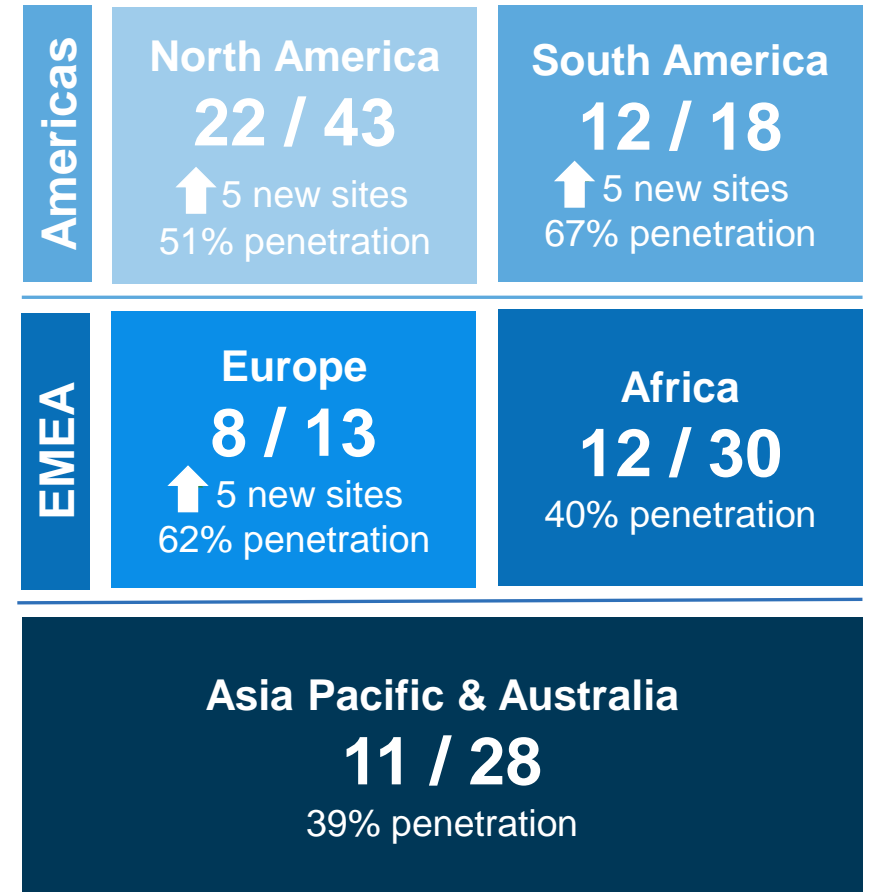 Americas
North America
22 / 43
5 new sites
51% penetration
South America
12 / 18
5 new sites
67% penetration
EMEA
Europe
8 / 13
5 new sites
62% penetration
Africa
12 / 30
40% penetration
Asia Pacific & Australia
11 / 28
39% penetration